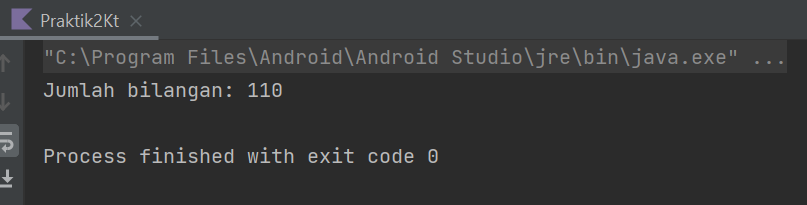 Praktik2Kt
"C:\Program Files\Android\Android Studio\jre\bin\java.exe" ...
Jumlah bilangan: 110
Process finished with exit code 0